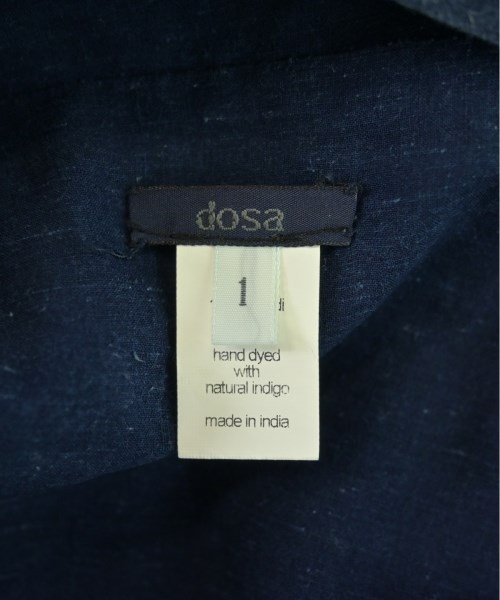 dosa
1
hand dyed
with
natural indigo
made in india